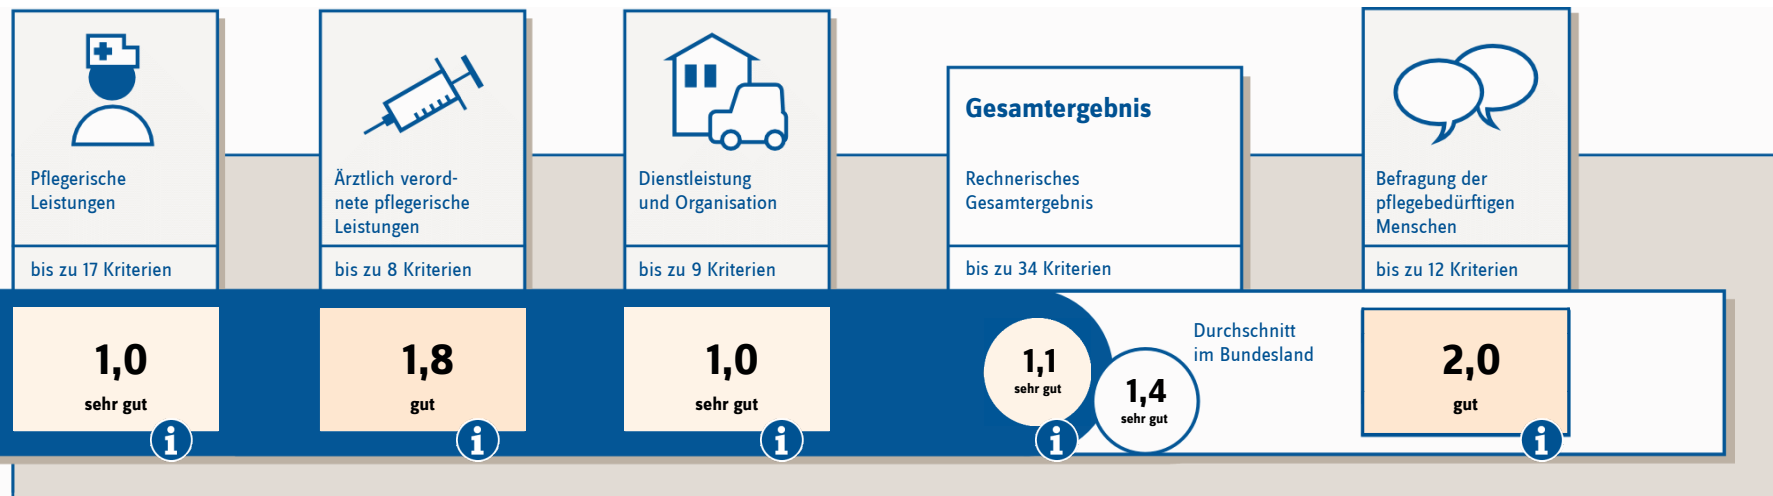 Pflegerische
Leistungen
bis zu 17 Kriterien
1,0
sehr gut
i
Ärztlich verord-
nete pflegerische
Leistungen
bis zu 8 Kriterien
1,8
gut
i
Dienstleistung
und Organisation
bis zu 9 Kriterien
1,0
sehr gut
i
Gesamtergebnis
Rechnerisches
Gesamtergebnis
bis zu 34 Kriterien
1,1
sehr gut
i
1,4
sehr gut
Durchschnitt
im Bundesland
Befragung der
pflegebedürftigen
Menschen
bis zu 12 Kriterien
2,0
gut
i